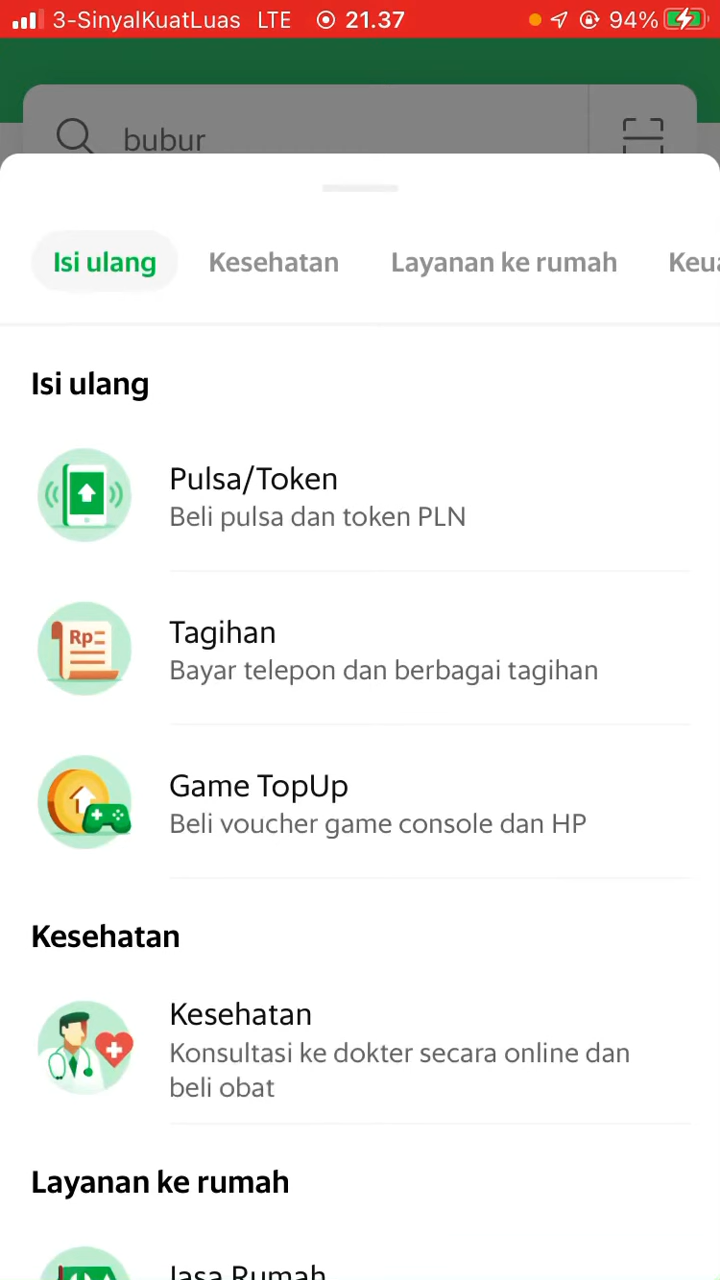 3-SinyalKuatLuas LTE 21.37 94%
bubur
Isi ulang Kesehatan Layanan ke rumah
Isi ulang
Pulsa/Token
Beli pulsa dan token PLN
Rp
Tagihan
Bayar telepon dan berbagai tagihan
Game TopUp
Beli voucher game console dan HP
Kesehatan
Kesehatan
Konsultasi ke dokter secara online dan
beli obat
Layanan ke rumah
Jasa Rumah